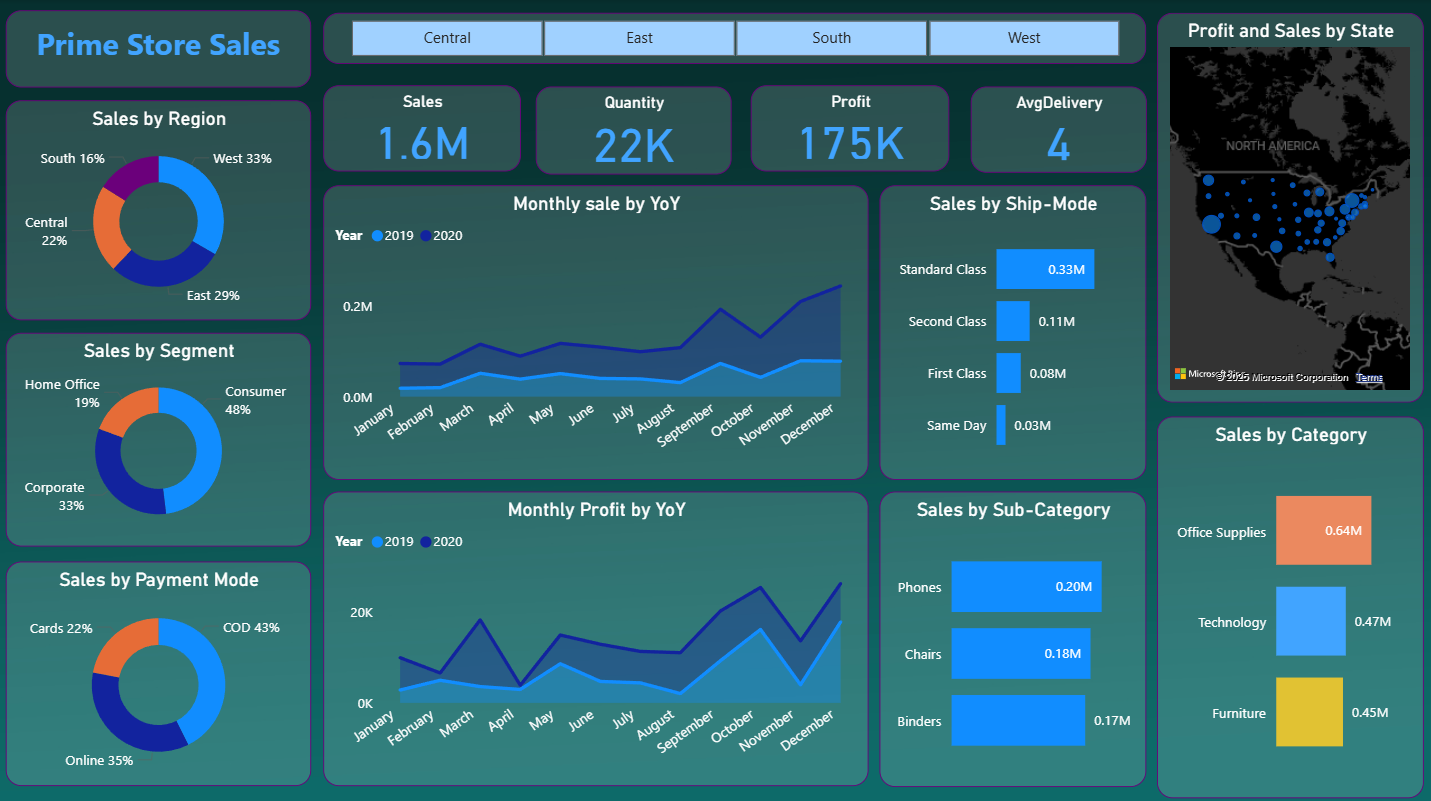 Prime Store Sales
Central
East
South
West
Sales
1.6M
Quantity
22K
Profit
175K
AvgDelivery
4
Profit and Sales by State
NORTH AMERICA
© 2025 Microsoft Corporation
Terms
Sales by Region
South 16%
West 33%
Central
22%
East 29%
Monthly sale by YoY
Year 2019 2020
0.2M
0.0M
January
February
March
April
May
June
July
August
September
October
November
December
Sales by Ship-Mode
Standard Class 0.33M
Second Class 0.11M
First Class 0.08M
Same Day 0.03M
Sales by Segment
Home Office
19%
Consumer
48%
Corporate
33%
Sales by Category
Office Supplies 0.64M
Technology 0.47M
Furniture 0.45M
Monthly Profit by YoY
Year 2019 2020
20K
0K
January
February
March
April
May
June
July
August
September
October
November
December
Sales by Sub-Category
Phones 0.20M
Chairs 0.18M
Binders 0.17M
Sales by Payment Mode
Cards 22%
COD 43%
Online 35%